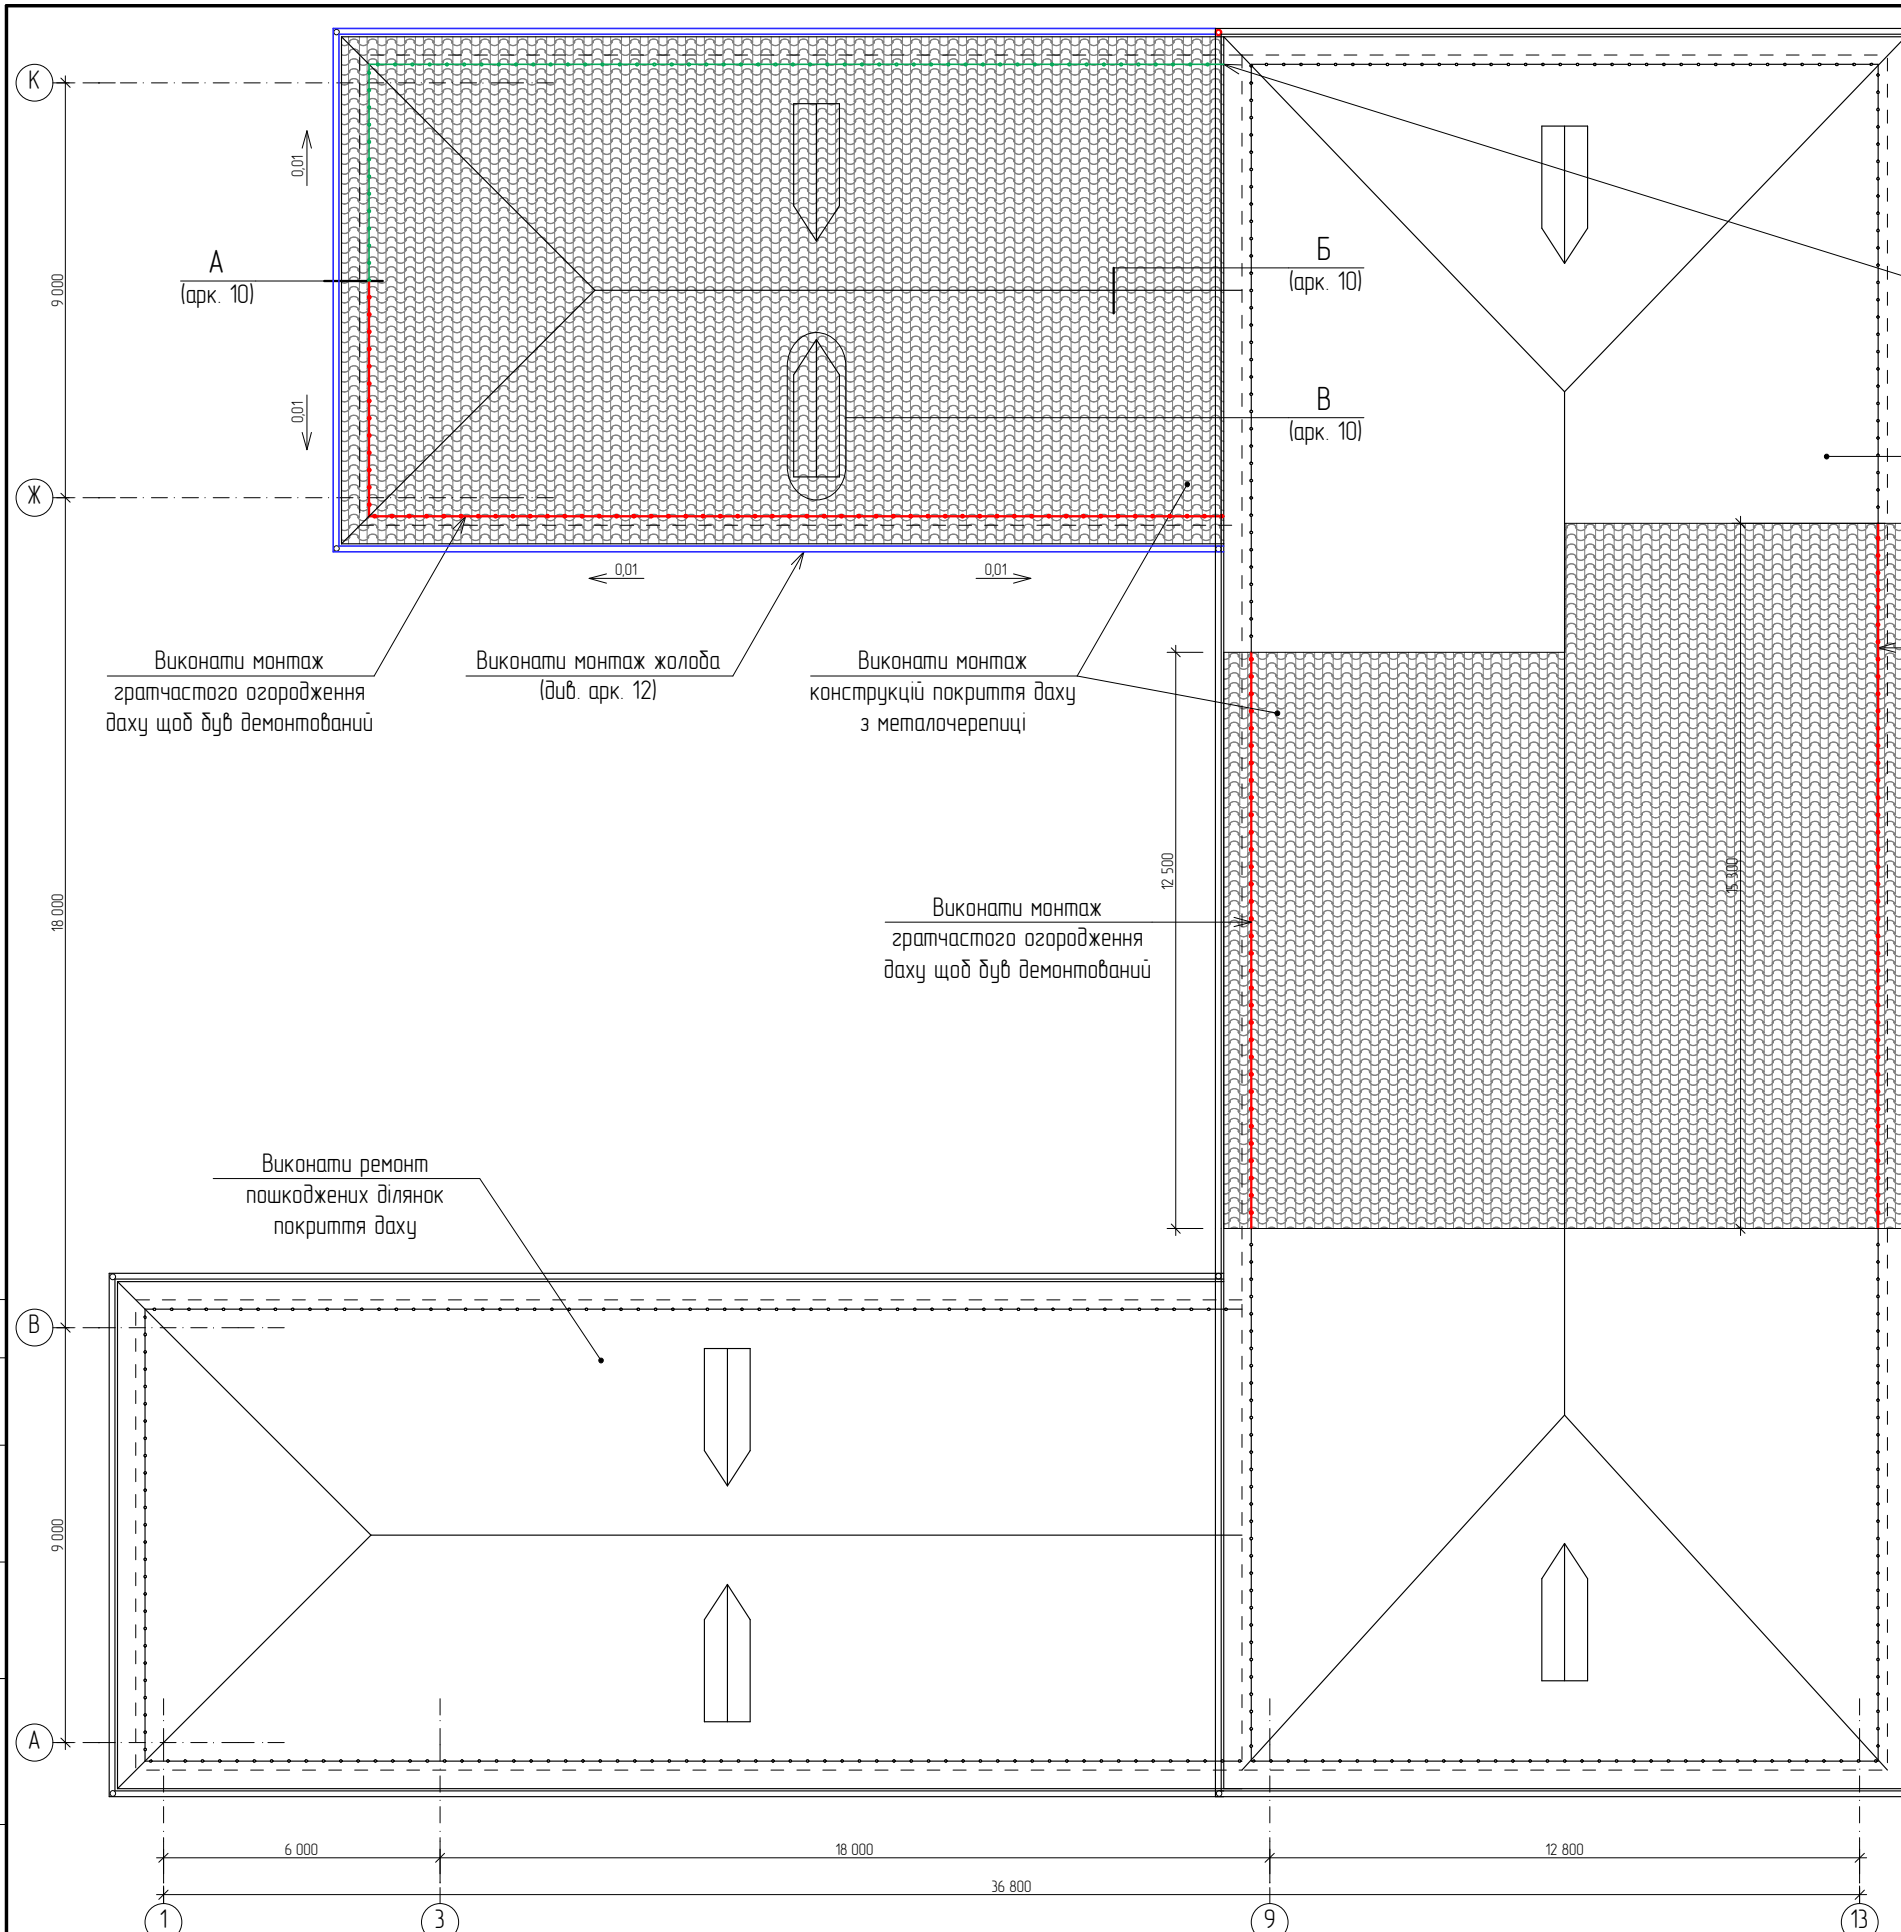 К
0,01
А
(арк. 10)
9 000
Б
(арк. 10)
0,01
В
(арк. 10)
Ж
0,01
0,01
Виконати монтаж
гратчастого огородження
даху щоб був демонтований
Виконати монтаж жолоба
(див. арк. 12)
Виконати монтаж
конструкцій покриття даху
з металочерепиці
12 500
15 300
18 000
Виконати монтаж
гратчастого огородження
даху щоб був демонтований
Виконати ремонт
пошкоджених ділянок
покриття даху
В
9 000
А
6 000
18 000
12 800
36 800
1
3
9
13